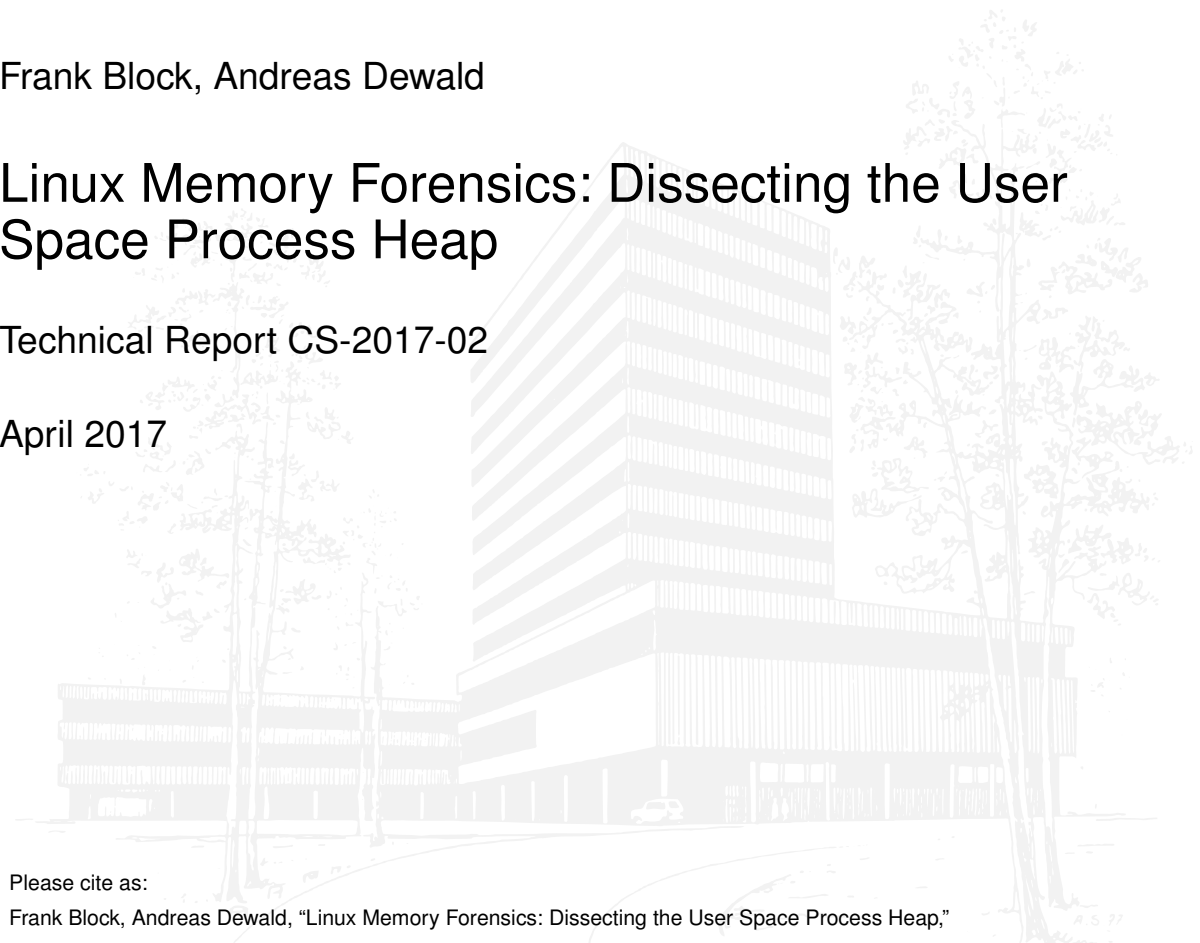 Frank Block, Andreas Dewald
Linux Memory Forensics: Dissecting the User
Space Process Heap
Technical Report CS-2017-02
April 2017
Please cite as:
Frank Block, Andreas Dewald, “Linux Memory Forensics: Dissecting the User Space Process Heap,”
A.S 77